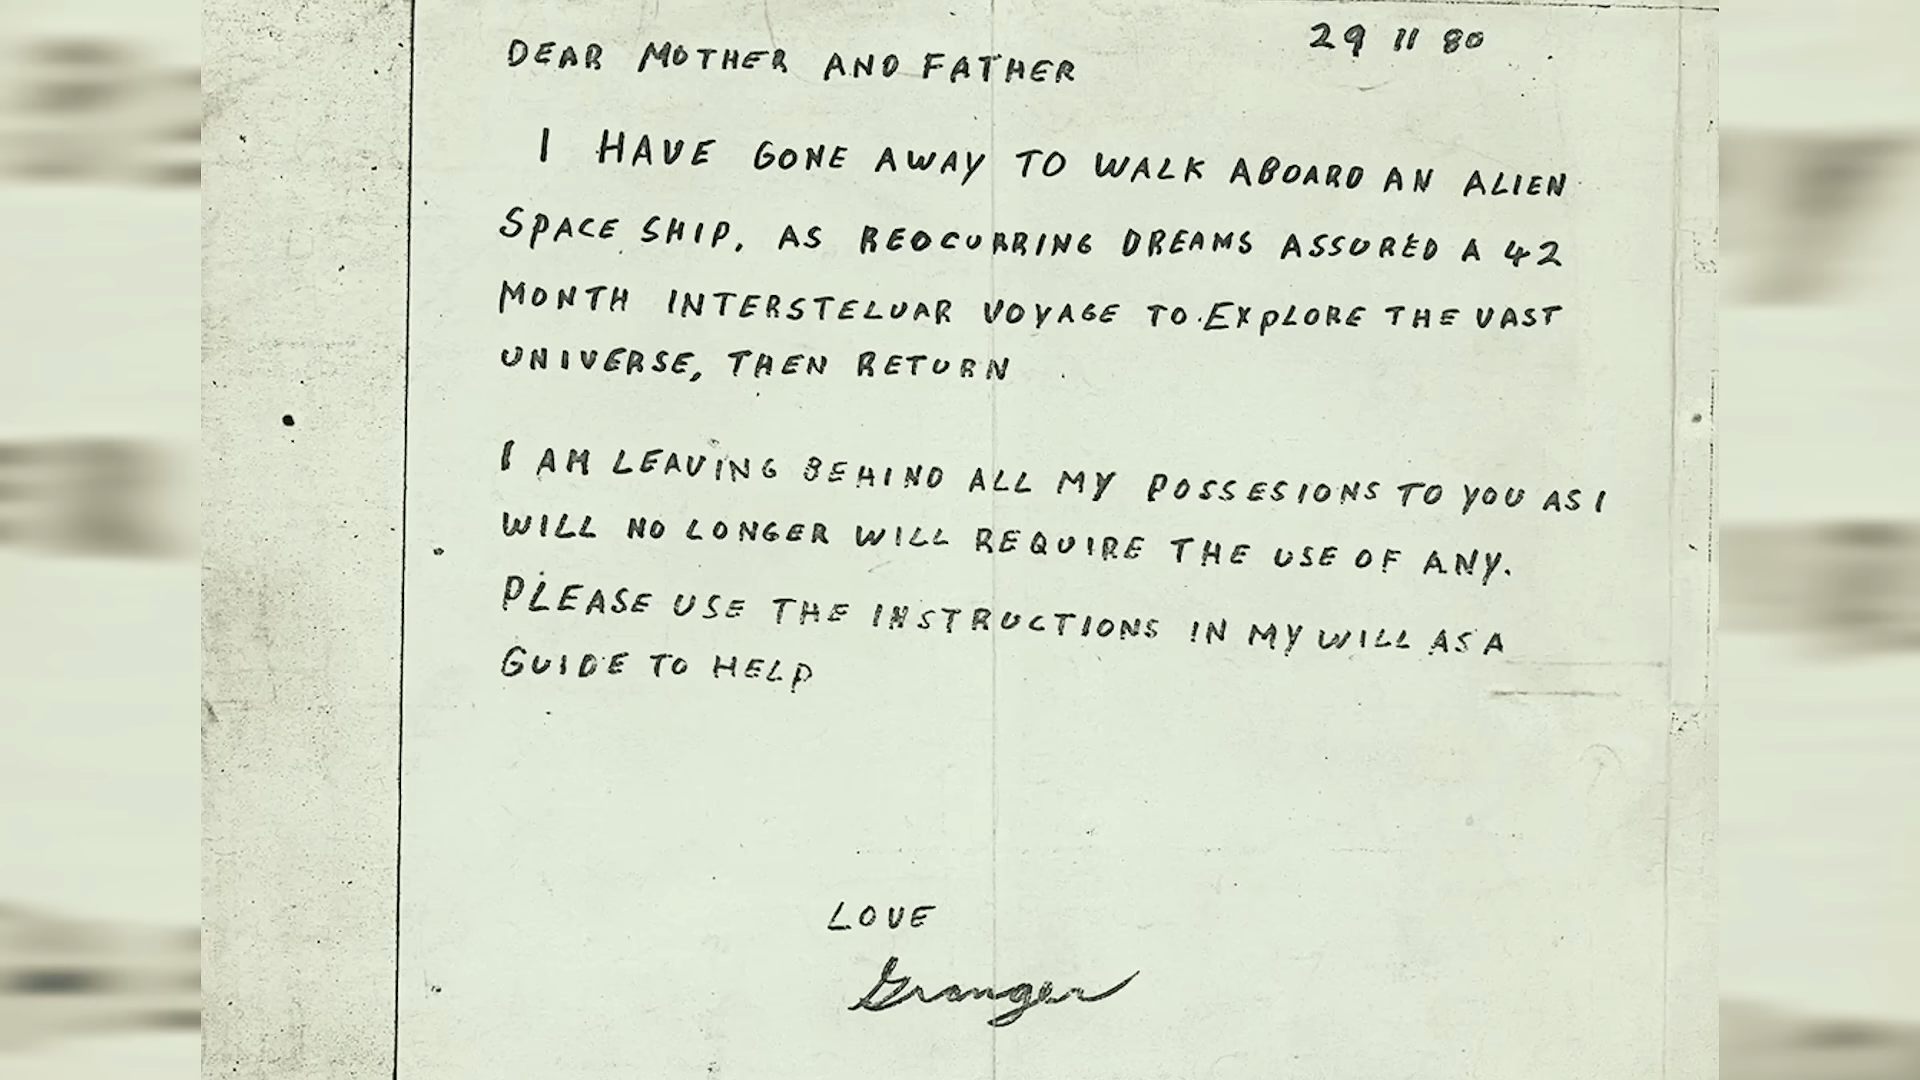 29 11 80
DEAR MOTHER AND FATHER
I HAVE GONE AWAY TO WALK ABOARD AN ALIEN
SPACE SHIP, AS REOCURRING DREAMS ASSURED A 42
MONTH INTERSTELUAR VOYAGE TO EXPLORE THE VAST
UNIVERSE, THEN RETURN
I AM LEAVING BEHIND ALL MY POSSESIONS TO YOU AS I
WILL NO LONGER WILL REQUIRE THE USE OF ANY.
PLEASE USE THE INSTRUCTIONS IN MY WILL AS A
GUIDE TO HELP
LOVE
Granger